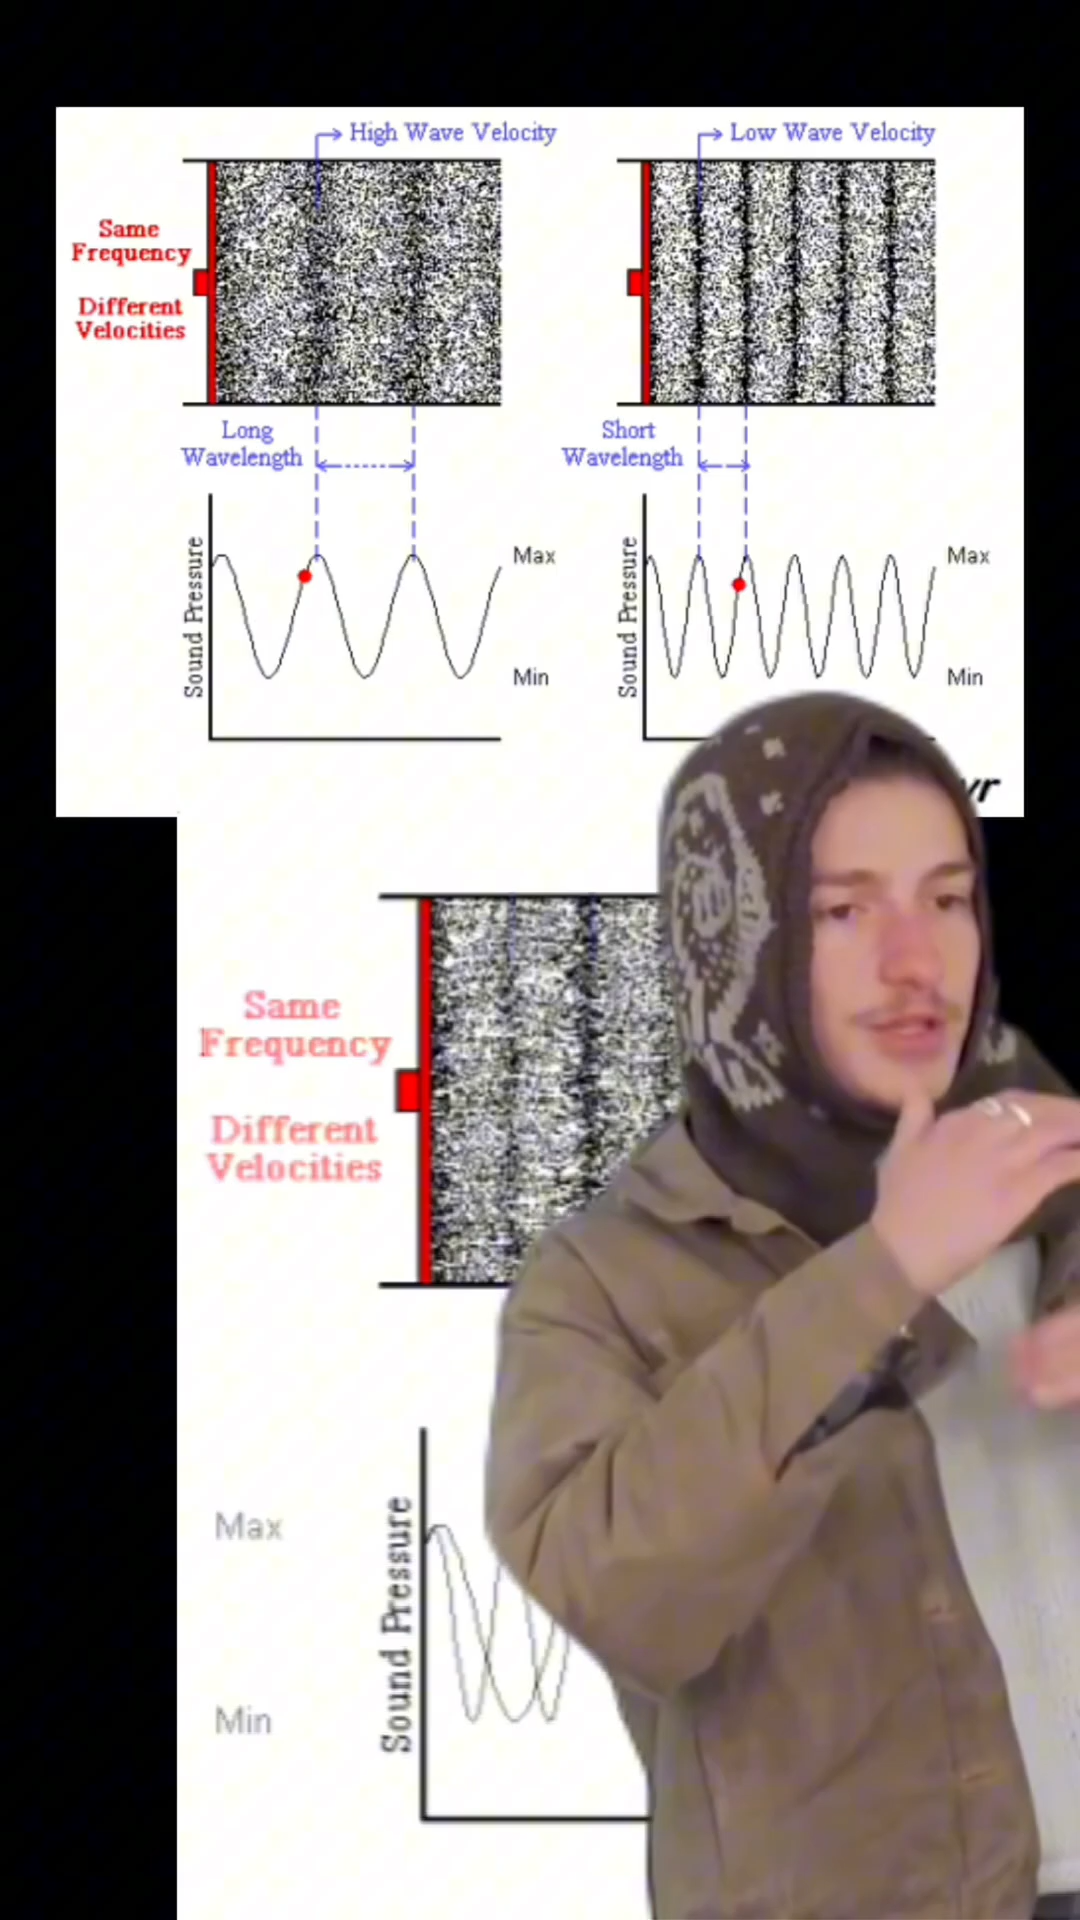 High Wave Velocity
Low Wave Velocity
Same
Frequency
Different
Velocities
Long
Wavelength
Short
Wavelength
Sound Pressure
Max
Min
Sound Pressure
Max
Min
Same
Frequency
Different
Velocities
Max
Min
Sound Pressure